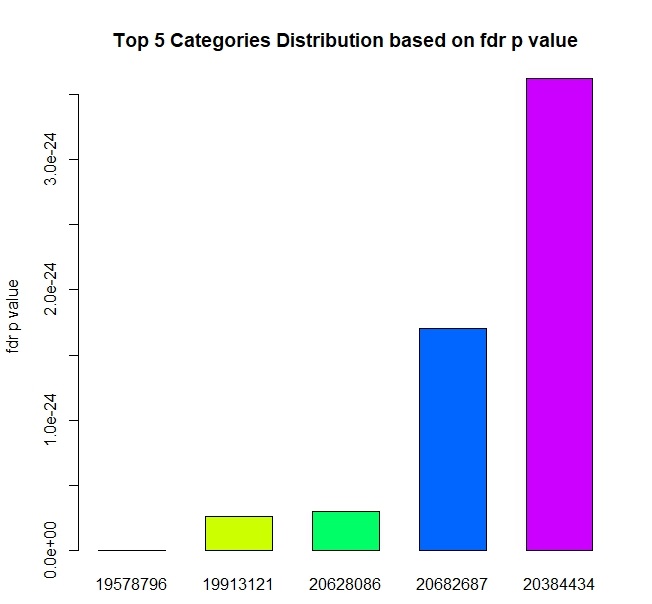 Top 5 Categories Distribution based on fdr p value
fdr p value
3.0e-24
2.0e-24
1.0e-24
0.0e+00
19578796 19913121 20628086 20682687 20384434